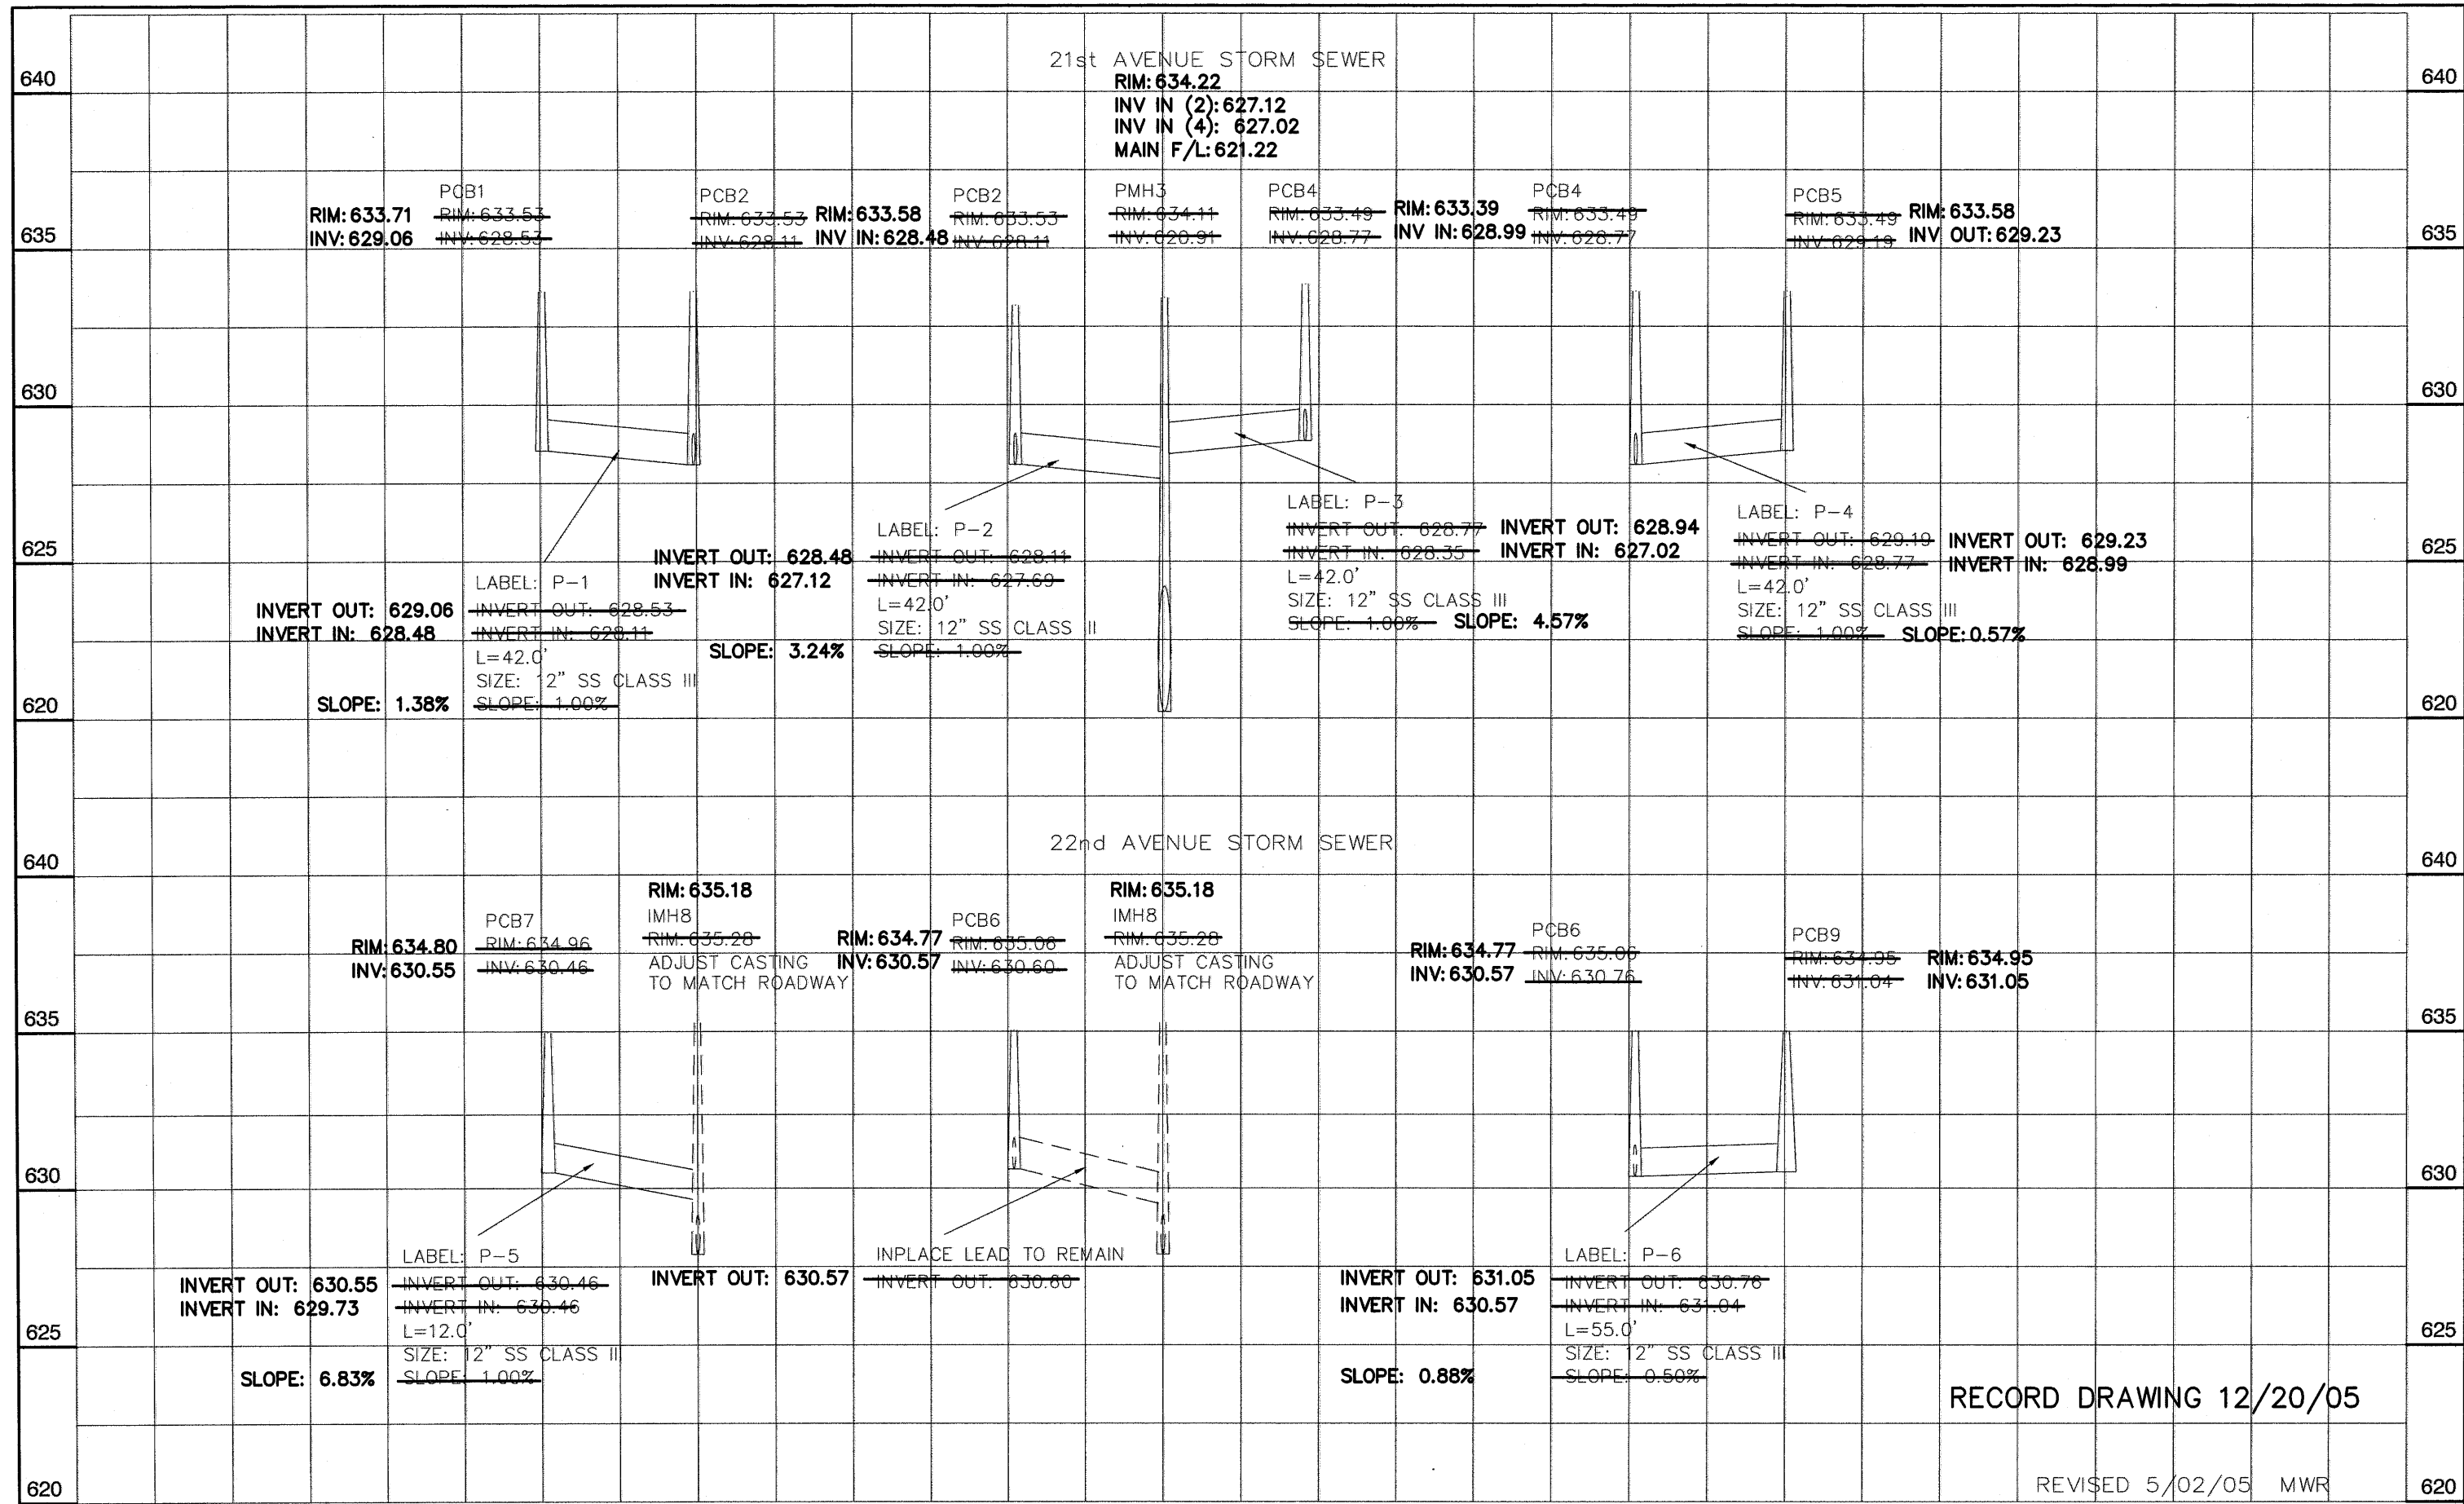 21st AVENUE STORM SEWER
RIM: 634.22
INV IN (2): 627.12
INV IN (4): 627.02
MAIN F/L: 621.22
640
640
PCB1
RIM: 633.71 RIM: 633.53
INV: 629.06 INV: 628.53
PCB2
RIM: 633.53 RIM: 633.58
INV: 628.11 INV IN: 628.48
PCB2
RIM: 633.53
INV: 628.11
PMH3
RIM: 634.11
INV: 620.91
PCB4
RIM: 633.49 RIM: 633.39
INV: 628.77 INV IN: 628.99
PCB4
RIM: 633.49
INV: 628.77
PCB5
RIM: 633.49 RIM: 633.58
INV: 629.19 INV OUT: 629.23
635
635
630
630
625
625
LABEL: P-1
INVERT OUT: 629.06 INVERT OUT: 628.53
INVERT IN: 628.48 INVERT IN: 628.11
L=42.0'
SIZE: 12" SS CLASS III
SLOPE: 1.38% SLOPE: 1.00%
LABEL: P-2
INVERT OUT: 628.48 INVERT OUT: 628.11
INVERT IN: 627.12 INVERT IN: 627.69
L=42.0'
SIZE: 12" SS CLASS II
SLOPE: 3.24% SLOPE: 1.00%
LABEL: P-3
INVERT OUT: 628.77 INVERT OUT: 628.94
INVERT IN: 628.35 INVERT IN: 627.02
L=42.0'
SIZE: 12" SS CLASS III
SLOPE: 1.00% SLOPE: 4.57%
LABEL: P-4
INVERT OUT: 629.19 INVERT OUT: 629.23
INVERT IN: 628.77 INVERT IN: 628.99
L=42.0'
SIZE: 12" SS CLASS III
SLOPE: 1.00% SLOPE: 0.57%
620
620
22nd AVENUE STORM SEWER
640
640
PCB7
RIM: 634.80 RIM: 634.96
INV: 630.55 INV: 630.46
RIM: 635.18
IMH8
RIM: 635.28
ADJUST CASTING
TO MATCH ROADWAY
PCB6
RIM: 634.77 RIM: 635.06
INV: 630.57 INV: 630.60
RIM: 635.18
IMH8
RIM: 635.28
ADJUST CASTING
TO MATCH ROADWAY
PCB6
RIM: 634.77 RIM: 635.06
INV: 630.57 INV: 630.76
PCB9
RIM: 634.95 RIM: 634.95
INV: 631.04 INV: 631.05
635
635
630
630
LABEL: P-5
INVERT OUT: 630.55 INVERT OUT: 630.46
INVERT IN: 629.73 INVERT IN: 630.46
L=12.0'
SIZE: 12" SS CLASS II
SLOPE: 6.83% SLOPE: 1.00%
INPLACE LEAD TO REMAIN
INVERT OUT: 630.57 INVERT OUT: 630.60
LABEL: P-6
INVERT OUT: 631.05 INVERT OUT: 630.76
INVERT IN: 630.57 INVERT IN: 631.04
L=55.0'
SIZE: 12" SS CLASS III
SLOPE: 0.88% SLOPE: 0.50%
625
625
RECORD DRAWING 12/20/05
REVISED 5/02/05 MWR
620
620